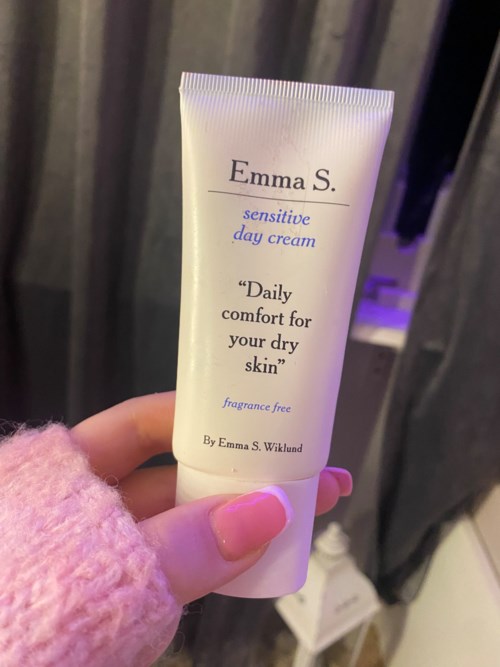 Emma S.
sensitive
day cream
“Daily
comfort for
your dry
skin”
fragrance free
By Emma S. Wiklund